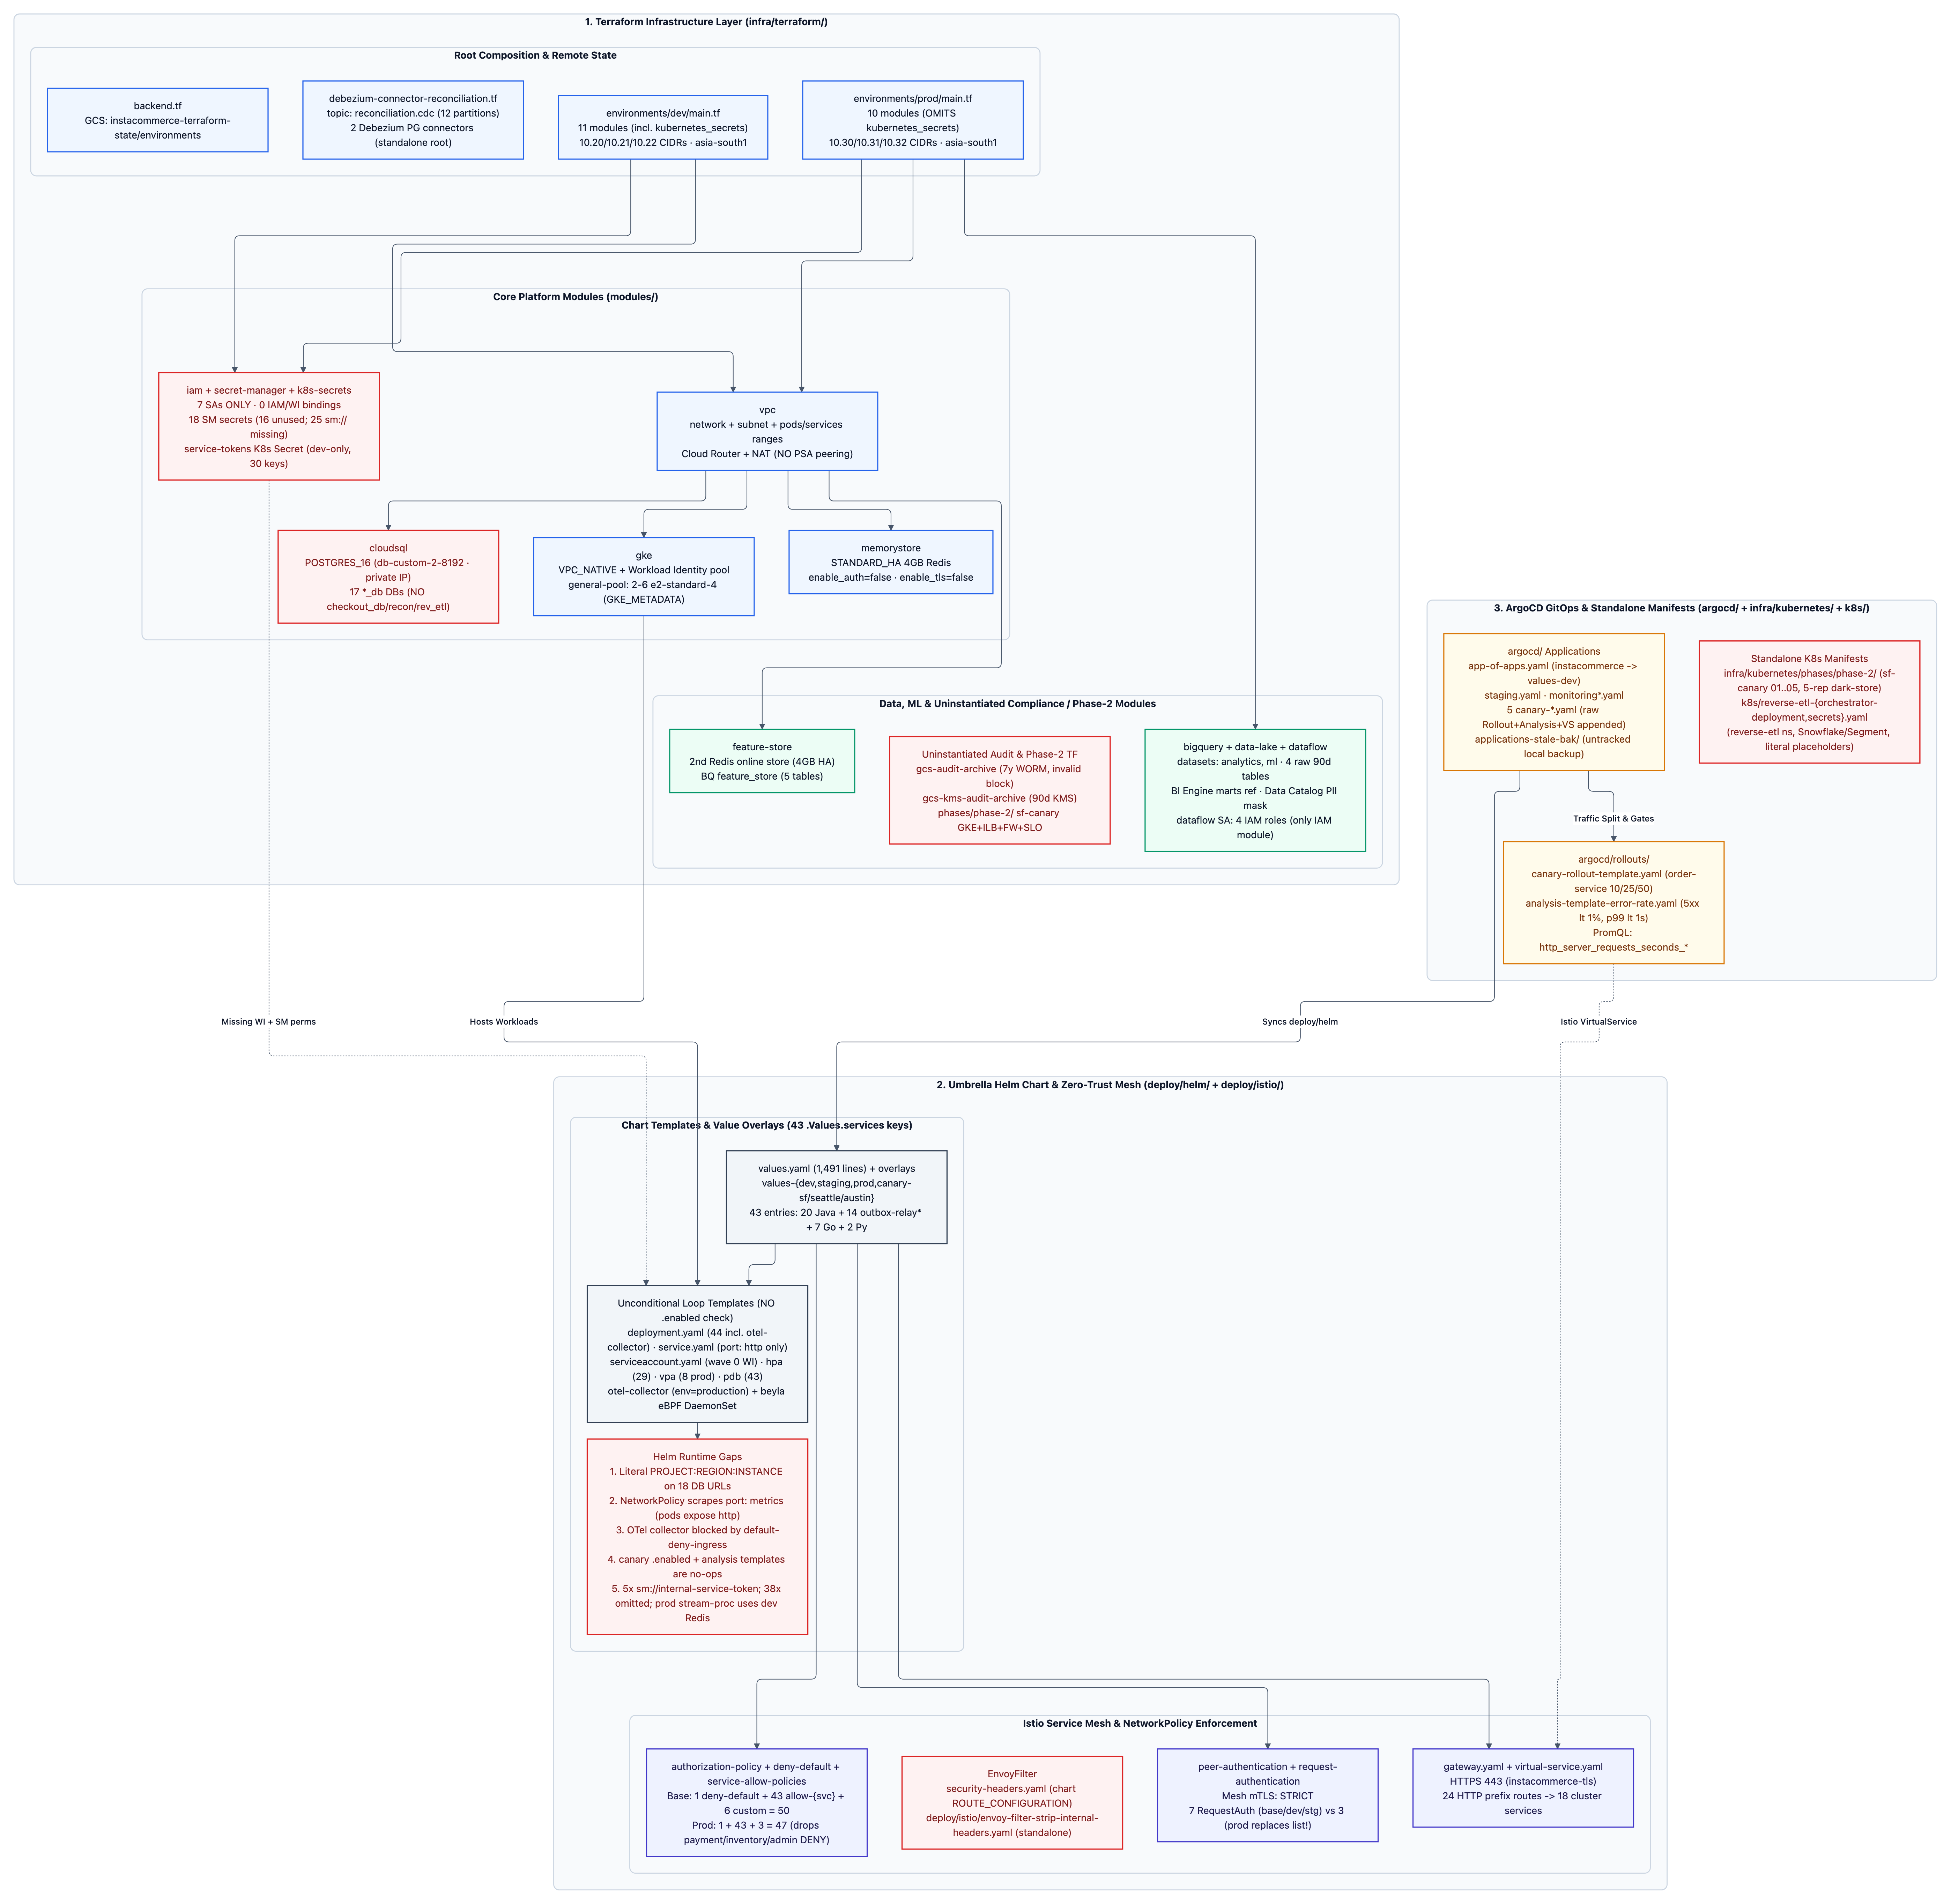 1. Terraform Infrastructure Layer (infra/terraform/)
Root Composition & Remote State
backend.tf
GCS: instacommerce-terraform-
state/environments
debezium-connector-reconciliation.tf
topic: reconciliation.cdc (12 partitions)
2 Debezium PG connectors
(standalone root)
environments/dev/main.tf
11 modules (incl. kubernetes_secrets)
10.20/10.21/10.22 CIDRs · asia-south1
environments/prod/main.tf
10 modules (OMITS
kubernetes_secrets)
10.30/10.31/10.32 CIDRs · asia-south1
Core Platform Modules (modules/)
iam + secret-manager + k8s-secrets
7 SAs ONLY · 0 IAM/WI bindings
18 SM secrets (16 unused; 25 sm://
missing)
service-tokens K8s Secret (dev-only,
30 keys)
vpc
network + subnet + pods/services
ranges
Cloud Router + NAT (NO PSA peering)
cloudsql
POSTGRES_16 (db-custom-2-8192 ·
private IP)
17 *_db DBs (NO
checkout_db/recon/rev_etl)
gke
VPC_NATIVE + Workload Identity pool
general-pool: 2-6 e2-standard-4
(GKE_METADATA)
memorystore
STANDARD_HA 4GB Redis
enable_auth=false · enable_tls=false
Data, ML & Uninstantiated Compliance / Phase-2 Modules
feature-store
2nd Redis online store (4GB HA)
BQ feature_store (5 tables)
Uninstantiated Audit & Phase-2 TF
gcs-audit-archive (7y WORM, invalid
block)
gcs-kms-audit-archive (90d KMS)
phases/phase-2/ sf-canary
GKE+ILB+FW+SLO
bigquery + data-lake + dataflow
datasets: analytics, ml · 4 raw 90d
tables
BI Engine marts ref · Data Catalog PII
mask
dataflow SA: 4 IAM roles (only IAM
module)
3. ArgoCD GitOps & Standalone Manifests (argocd/ + infra/kubernetes/ + k8s/)
argocd/ Applications
app-of-apps.yaml (instacommerce ->
values-dev)
staging.yaml · monitoring*.yaml
5 canary-*.yaml (raw
Rollout+Analysis+VS appended)
applications-stale-bak/ (untracked
local backup)
Standalone K8s Manifests
infra/kubernetes/phases/phase-2/ (sf-
canary 01..05, 5-rep dark-store)
k8s/reverse-etl-{orchestrator-
deployment,secrets}.yaml
(reverse-etl ns, Snowflake/Segment,
literal placeholders)
Traffic Split & Gates
argocd/rollouts/
canary-rollout-template.yaml (order-
service 10/25/50)
analysis-template-error-rate.yaml (5xx
lt 1%, p99 lt 1s)
PromQL:
http_server_requests_seconds_*
Missing WI + SM perms
Hosts Workloads
Syncs deploy/helm
Istio VirtualService
2. Umbrella Helm Chart & Zero-Trust Mesh (deploy/helm/ + deploy/istio/)
Chart Templates & Value Overlays (43 .Values.services keys)
values.yaml (1,491 lines) + overlays
values-{dev,staging,prod,canary-
sf/seattle/austin}
43 entries: 20 Java + 14 outbox-relay*
+ 7 Go + 2 Py
Unconditional Loop Templates (NO
.enabled check)
deployment.yaml (44 incl. otel-
collector) · service.yaml (port: http only)
serviceaccount.yaml (wave 0 WI) · hpa
(29) · vpa (8 prod) · pdb (43)
otel-collector (env=production) + beyla
eBPF DaemonSet
Helm Runtime Gaps
1. Literal PROJECT:REGION:INSTANCE
on 18 DB URLs
2. NetworkPolicy scrapes port: metrics
(pods expose http)
3. OTel collector blocked by default-
deny-ingress
4. canary .enabled + analysis templates
are no-ops
5. 5x sm://internal-service-token; 38x
omitted; prod stream-proc uses dev
Redis
Istio Service Mesh & NetworkPolicy Enforcement
authorization-policy + deny-default +
service-allow-policies
Base: 1 deny-default + 43 allow-{svc} +
6 custom = 50
Prod: 1 + 43 + 3 = 47 (drops
payment/inventory/admin DENY)
EnvoyFilter
security-headers.yaml (chart
ROUTE_CONFIGURATION)
deploy/istio/envoy-filter-strip-internal-
headers.yaml (standalone)
peer-authentication + request-
authentication
Mesh mTLS: STRICT
7 RequestAuth (base/dev/stg) vs 3
(prod replaces list!)
gateway.yaml + virtual-service.yaml
HTTPS 443 (instacommerce-tls)
24 HTTP prefix routes -> 18 cluster
services